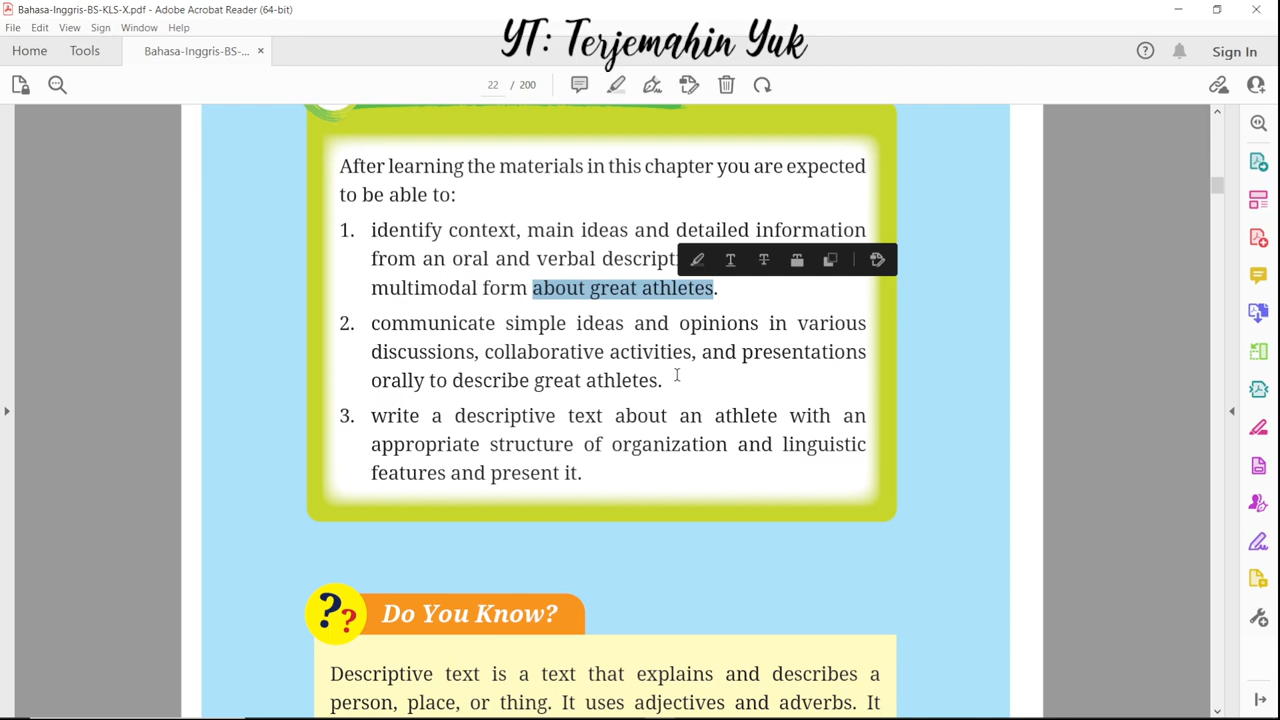 Bahasa-Inggris-BS-KLS-X.pdf - Adobe Acrobat Reader (64-bit)
File Edit View Sign Window Help
YT: Terjemahin Yuk
Home Tools Bahasa-Inggris-BS-... × Sign In
22 / 200
After learning the materials in this chapter you are expected
to be able to:
1. identify context, main ideas and detailed information
from an oral and verbal descripti
multimodal form about great athletes.
2. communicate simple ideas and opinions in various
discussions, collaborative activities, and presentations
orally to describe great athletes.
3. write a descriptive text about an athlete with an
appropriate structure of organization and linguistic
features and present it.
?? Do You Know?
Descriptive text is a text that explains and describes a
person, place, or thing. It uses adjectives and adverbs. It